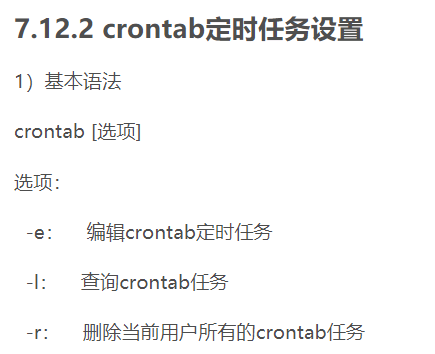 7.12.2 crontab定时任务设置
1）基本语法
crontab [选项]
选项：
-e： 编辑crontab定时任务
-l： 查询crontab任务
-r： 删除当前用户所有的crontab任务